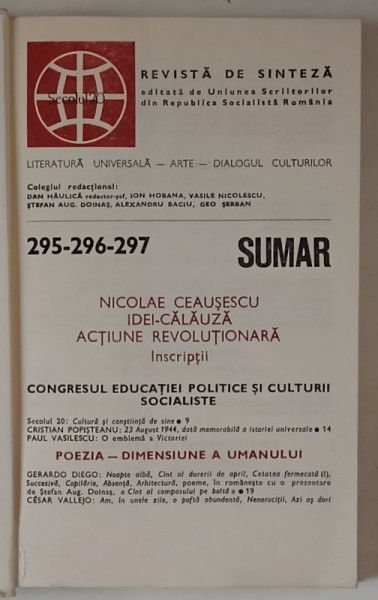 Secolul 20
REVISTĂ DE SINTEZĂ
editată de Uniunea Scriitorilor
din Republica Socialistă România
LITERATURĂ UNIVERSALĂ — ARTE — DIALOGUL CULTURILOR
Colegiul redacțional:
DAN HĂULICĂ redactor-șef, ION HOBANA, VASILE NICOLESCU,
ȘTEFAN AUG. DOINAȘ, ALEXANDRU BACIU, GEO ȘERBAN
295-296-297
SUMAR
NICOLAE CEAUȘESCU
IDEI-CĂLĂUZĂ
ACȚIUNE REVOLUȚIONARĂ
Inscripții
CONGRESUL EDUCAȚIEI POLITICE ȘI CULTURII
SOCIALISTE
Secolul 20: Cultură și conștiință de sine • 9
CRISTIAN POPIȘTEANU: 23 August 1944, dată memorabilă a istoriei universale • 14
PAUL VASILESCU: O emblemă a Victoriei
POEZIA — DIMENSIUNE A UMANULUI
GERARDO DIEGO: Noapte albă, Cînt al durerii de april, Cetatea fermecată (I),
Succesivă, Copilărie, Absență, Arhitectură, poeme, în românește cu o prezentare
de Ștefan Aug. Doinaș, « Cînt al compasului pe boltă » • 19
CÉSAR VALLEJO: Am, în unele zile, o poftă abundentă, Nenorociții, Azi aș dori